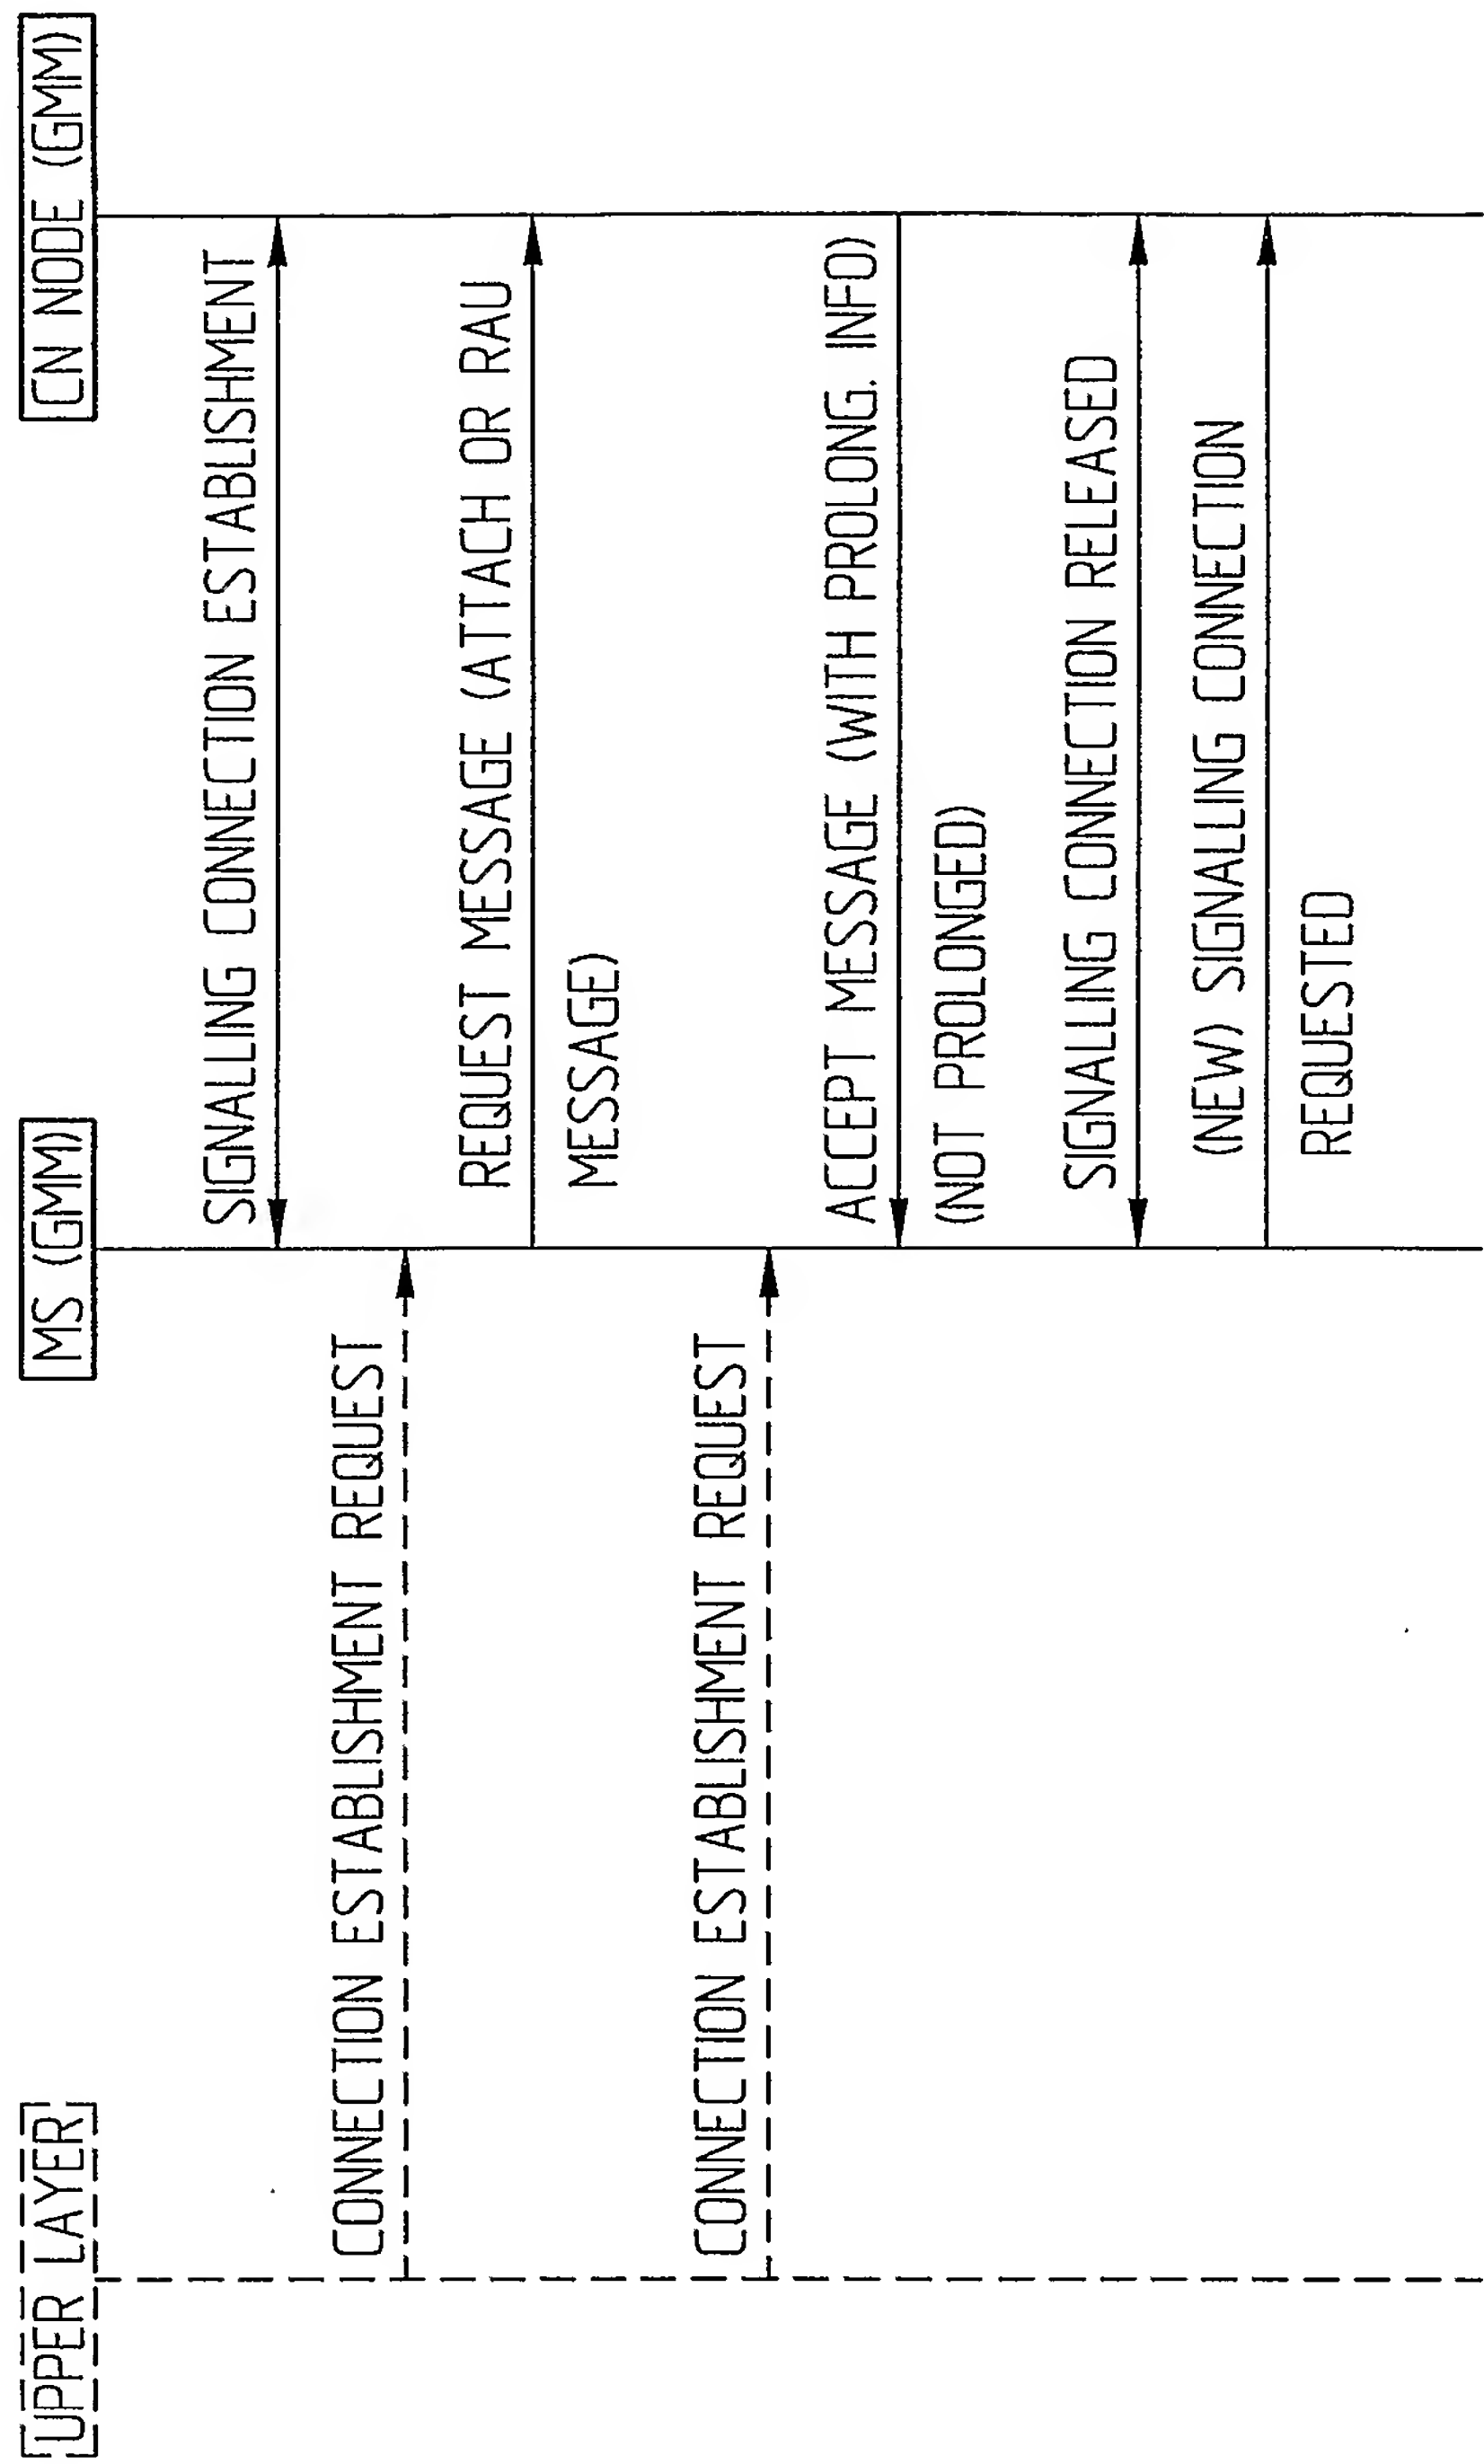 UPPER LAYER
MS (GMM)
CN NODE (GMM)
SIGNALLING CONNECTION ESTABLISHMENT
CONNECTION ESTABLISHMENT REQUEST
REQUEST MESSAGE (ATTACH OR RAU
MESSAGE)
CONNECTION ESTABLISHMENT REQUEST
ACCEPT MESSAGE (WITH PROLONG. INFO)
(NOT PROLONGED)
SIGNALLING CONNECTION RELEASED
(NEW) SIGNALLING CONNECTION
REQUESTED